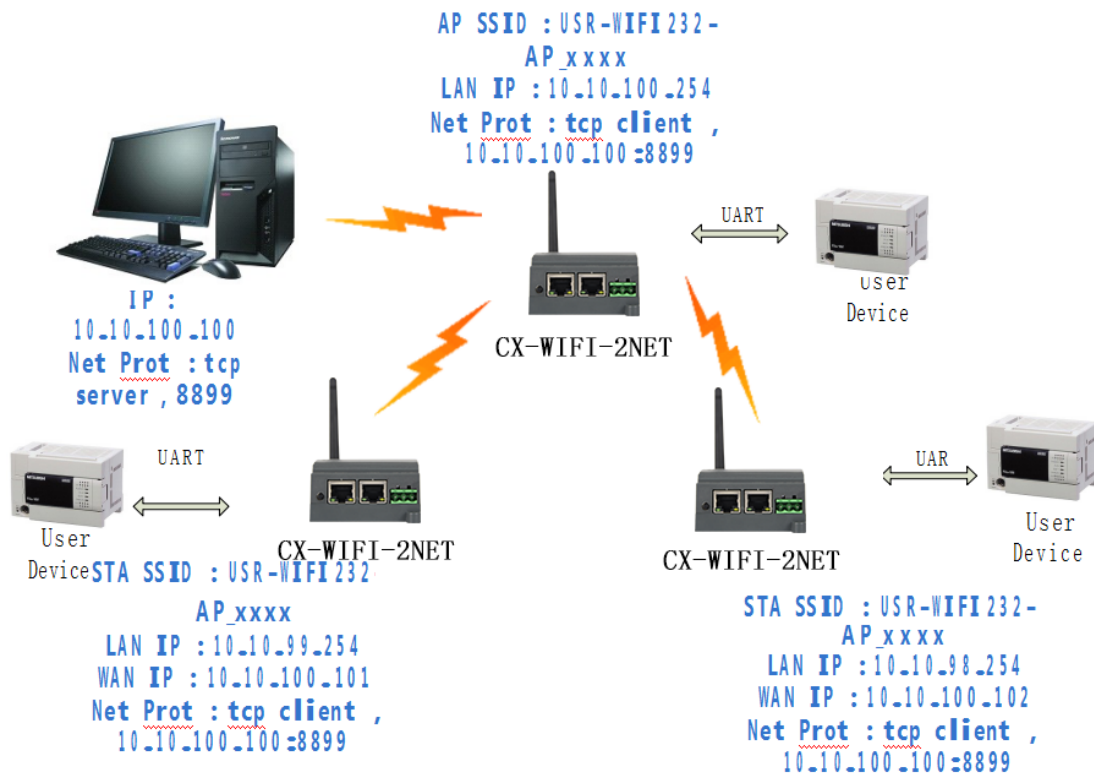 AP SSID : USR-WIFI232-
AP_xxxx
LAN IP : 10.10.100.254
Net Prot : tcp client ,
10.10.100.100:8899
UART
User
Device
CX-WIFI-2NET
IP :
10.10.100.100
Net Prot : tcp
server , 8899
UART
User
Device
CX-WIFI-2NET
STA SSID : USR-WIFI232
AP_xxxx
LAN IP : 10.10.99.254
WAN IP : 10.10.100.101
Net Prot : tcp client ,
10.10.100.100:8899
UAR
User
Device
CX-WIFI-2NET
STA SSID : USR-WIFI232-
AP_xxxx
LAN IP : 10.10.98.254
WAN IP : 10.10.100.102
Net Prot : tcp client ,
10.10.100.100:8899